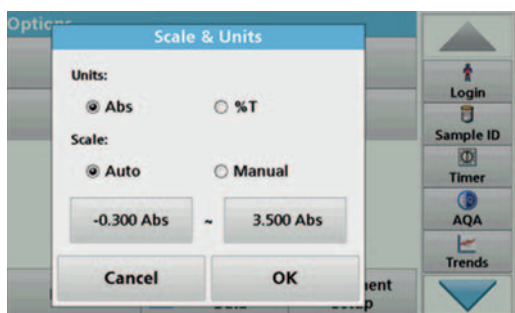 Options
Scale & Units
Units:
Abs
%T
Scale:
Auto
Manual
-0.300 Abs
~
3.500 Abs
Cancel
OK
Login
Sample ID
Timer
AQA
Trends